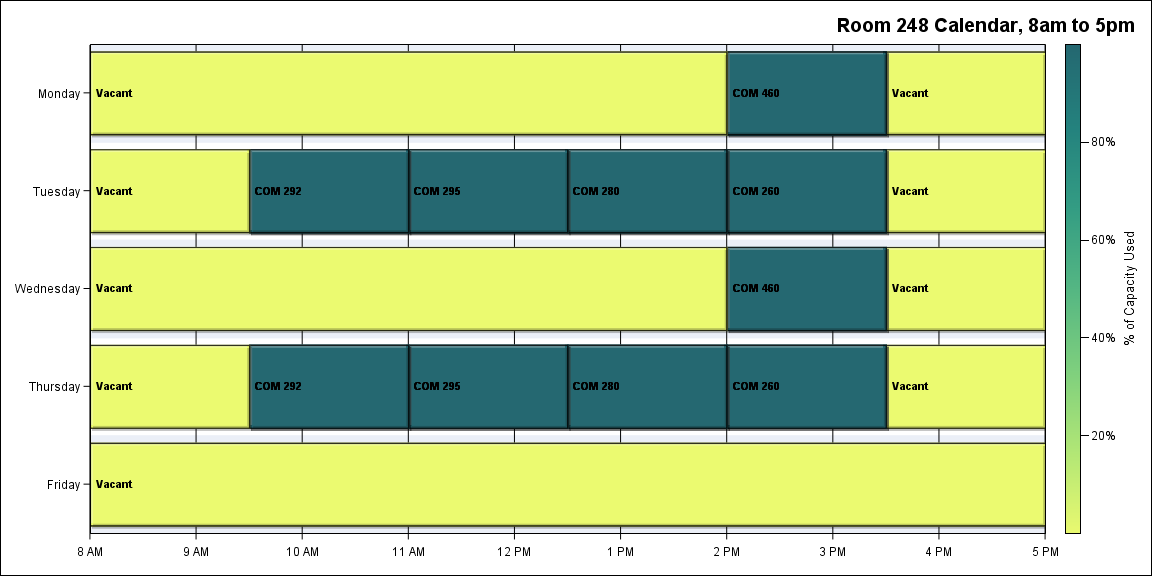 Room 248 Calendar, 8am to 5pm
Monday
Vacant
COM 460
Vacant
Tuesday
Vacant
COM 292
COM 295
COM 280
COM 260
Vacant
Wednesday
Vacant
COM 460
Vacant
Thursday
Vacant
COM 292
COM 295
COM 280
COM 260
Vacant
Friday
Vacant
8 AM
9 AM
10 AM
11 AM
12 PM
1 PM
2 PM
3 PM
4 PM
5 PM
80%
60%
40%
20%
% of Capacity Used